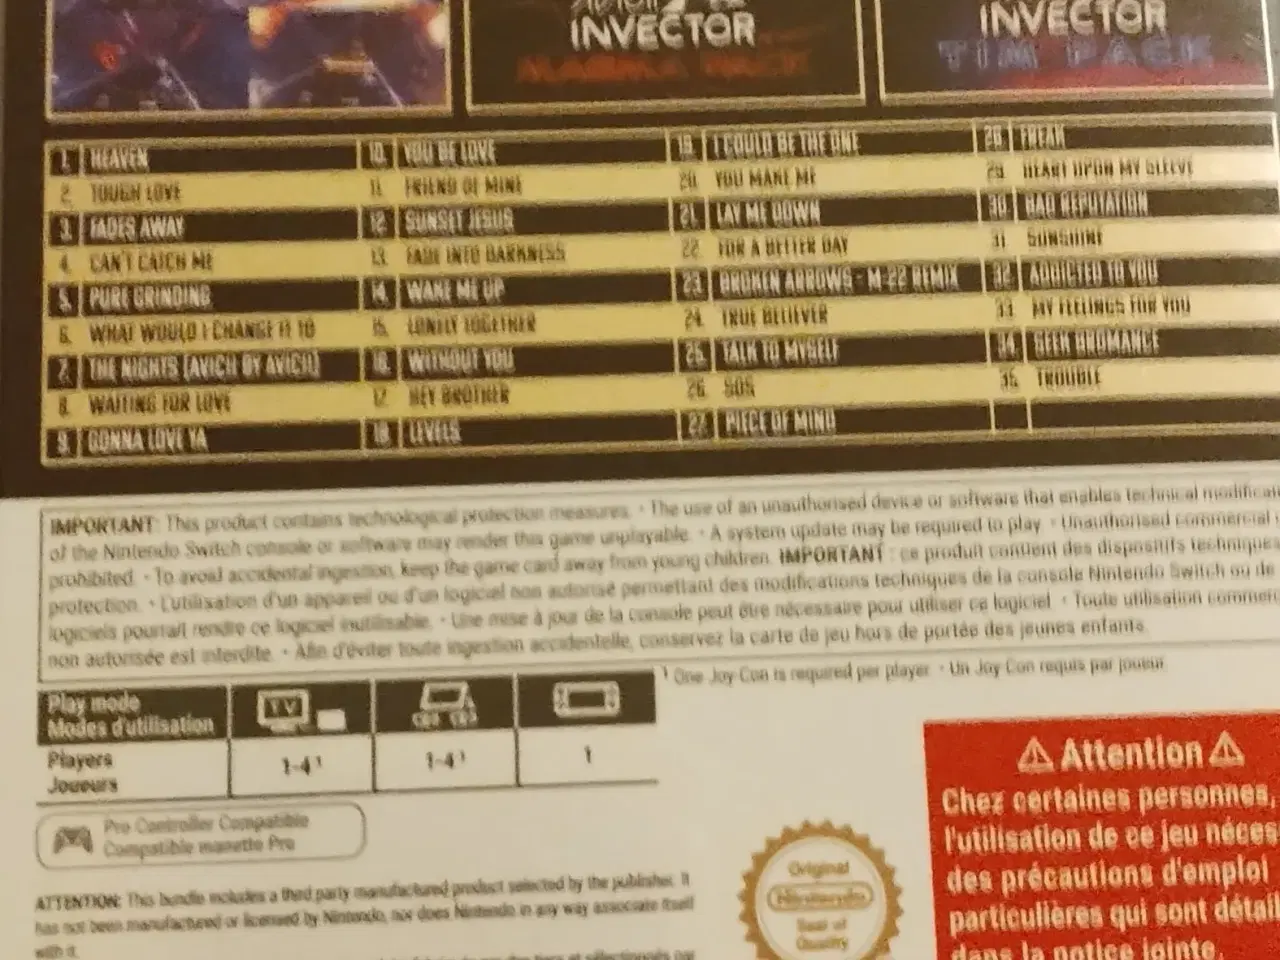 INVECTOR
MAGMA PACK
INVECTOR
TIM PACK
1. HEAVEN
2. TOUGH LOVE
3. FADES AWAY
4. CAN'T CATCH ME
5. PURE GRINDING
6. WHAT WOULD I CHANGE IT TO
7. THE NIGHTS (AVICII BY AVICII)
8. WAITING FOR LOVE
9. GONNA LOVE YA
10. YOU BE LOVE
11. FRIEND OF MINE
12. SUNSET JESUS
13. FADE INTO DARKNESS
14. WAKE ME UP
15. LONELY TOGETHER
16. WITHOUT YOU
17. HEY BROTHER
18. LEVELS
19. I COULD BE THE ONE
20. YOU MAKE ME
21. LAY ME DOWN
22. FOR A BETTER DAY
23. BROKEN ARROWS - M-22 REMIX
24. TRUE BELIEVER
25. TALK TO MYSELF
26. SOS
27. PIECE OF MIND
28. FREAK
29. HEART UPON MY SLEEVE
30. BAD REPUTATION
31. SUNSHINE
32. ADDICTED TO YOU
33. MY FEELINGS FOR YOU
34. SEEK BROMANCE
35. TROUBLE
IMPORTANT: This product contains technological protection measures. • The use of an unauthorised device or software that enables technical modificati
of the Nintendo Switch console or software may render this game unplayable. • A system update may be required to play. • Unauthorised commercial
prohibited. • To avoid accidental ingestion, keep the game card away from young children. IMPORTANT : ce produit contient des dispositifs techniques
protection. • L'utilisation d'un appareil ou d'un logiciel non autorisé permettant des modifications techniques de la console Nintendo Switch ou de
logiciels pourrait rendre ce logiciel inutilisable. • Une mise à jour de la console peut être nécessaire pour utiliser ce logiciel. • Toute utilisation commer
non autorisée est interdite. • Afin d'éviter toute ingestion accidentelle, conservez la carte de jeu hors de portée des jeunes enfants.
¹ One Joy-Con is required per player. • Un Joy-Con requis par joueur.
Play mode
Modes d'utilisation
TV
Players
Joueurs
1-4¹
1-4¹
1
Pro Controller Compatible
Compatible manette Pro
ATTENTION: This bundle includes a third party manufactured product selected by the publisher. It
has not been manufactured or licensed by Nintendo, nor does Nintendo in any way associate itself
with it.
Original
Nintendo
Seal of
Quality
⚠ Attention ⚠
Chez certaines personnes,
l'utilisation de ce jeu néces
des précautions d'emploi
particulières qui sont détail
dans la notice jointe.